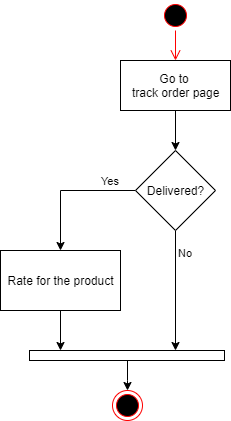 Go to
track order page
Delivered?
Yes
No
Rate for the product